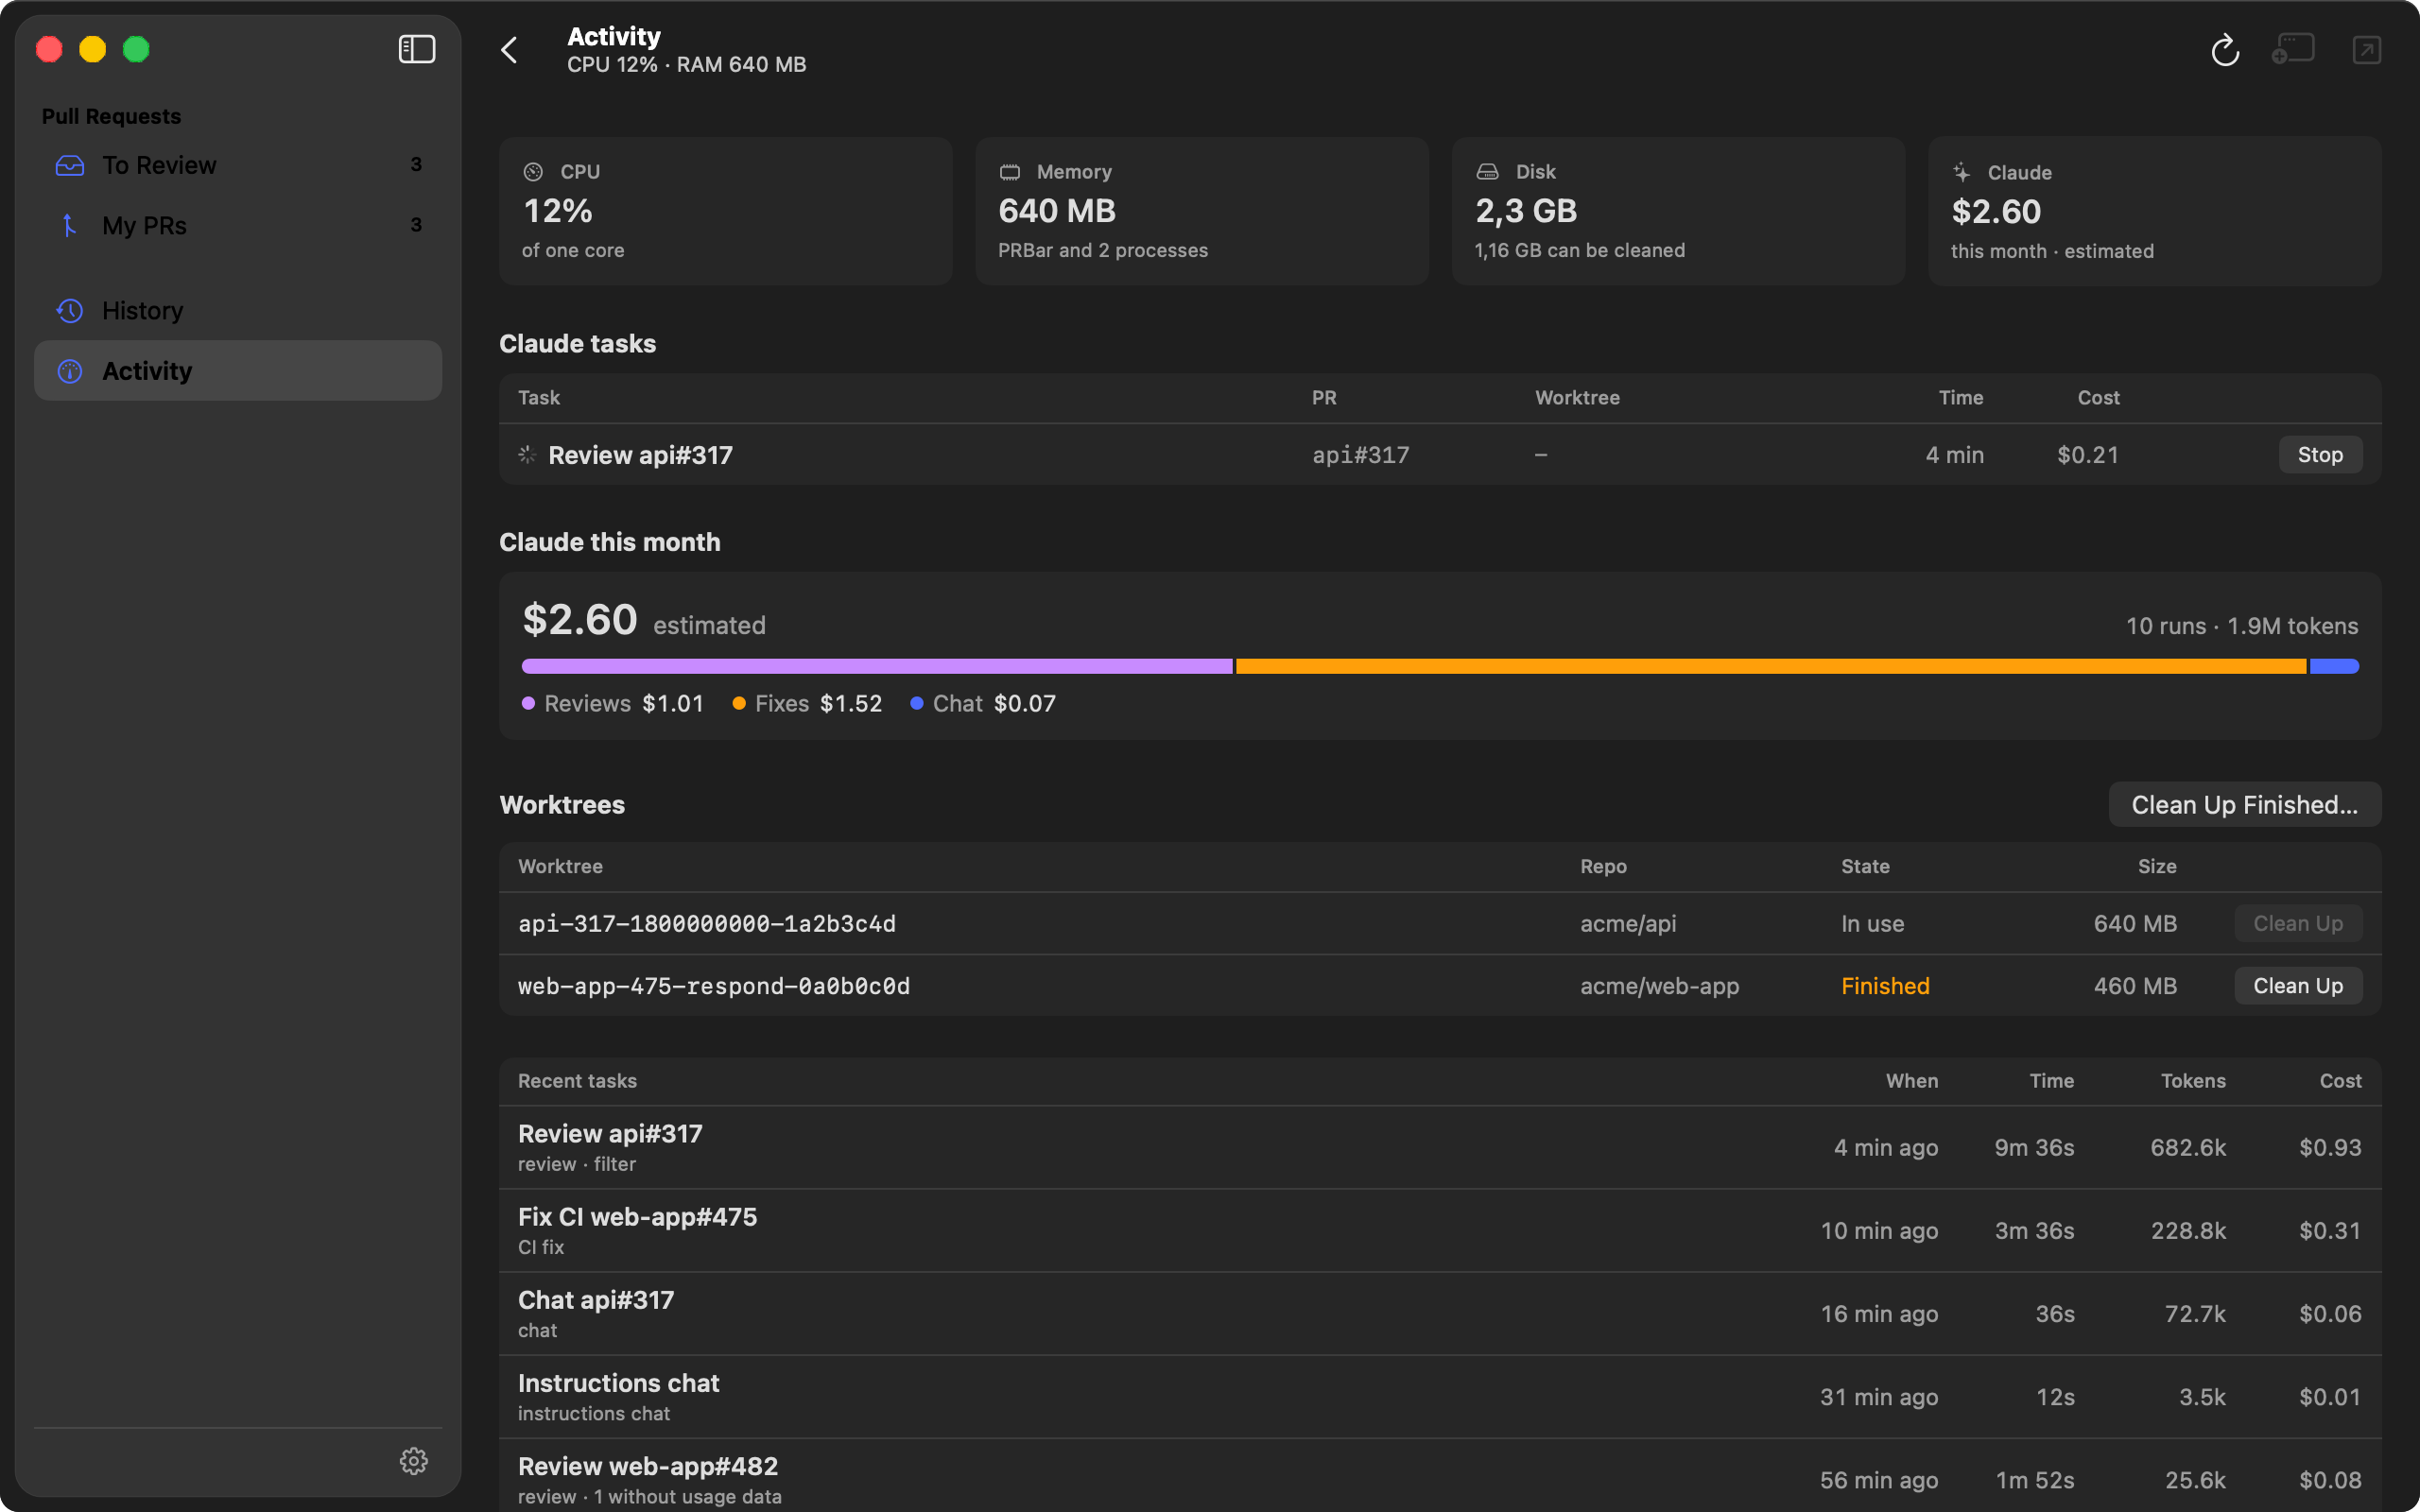 Activity
CPU 12% · RAM 640 MB
Pull Requests
To Review 3
My PRs 3
History
Activity
CPU
12%
of one core
Memory
640 MB
PRBar and 2 processes
Disk
2,3 GB
1,16 GB can be cleaned
Claude
$2.60
this month · estimated
Claude tasks
Task PR Worktree Time Cost
Review api#317 api#317 – 4 min $0.21 Stop
Claude this month
$2.60 estimated 10 runs · 1.9M tokens
Reviews $1.01 Fixes $1.52 Chat $0.07
Worktrees Clean Up Finished...
Worktree Repo State Size
api-317-1800000000-1a2b3c4d acme/api In use 640 MB Clean Up
web-app-475-respond-0a0b0c0d acme/web-app Finished 460 MB Clean Up
Recent tasks When Time Tokens Cost
Review api#317 4 min ago 9m 36s 682.6k $0.93
review · filter
Fix CI web-app#475 10 min ago 3m 36s 228.8k $0.31
CI fix
Chat api#317 16 min ago 36s 72.7k $0.06
chat
Instructions chat 31 min ago 12s 3.5k $0.01
instructions chat
Review web-app#482 56 min ago 1m 52s 25.6k $0.08
review · 1 without usage data